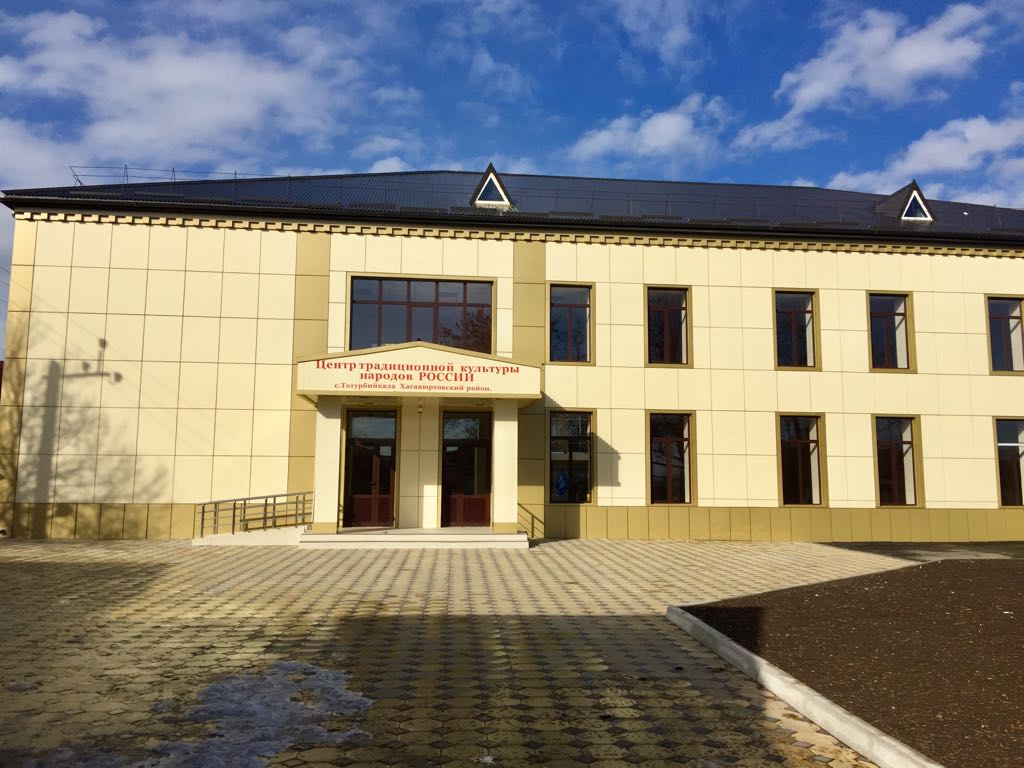 Центр традиционной культуры
народов РОССИИ
с.Тотурбийкала Хасавюртовский район.